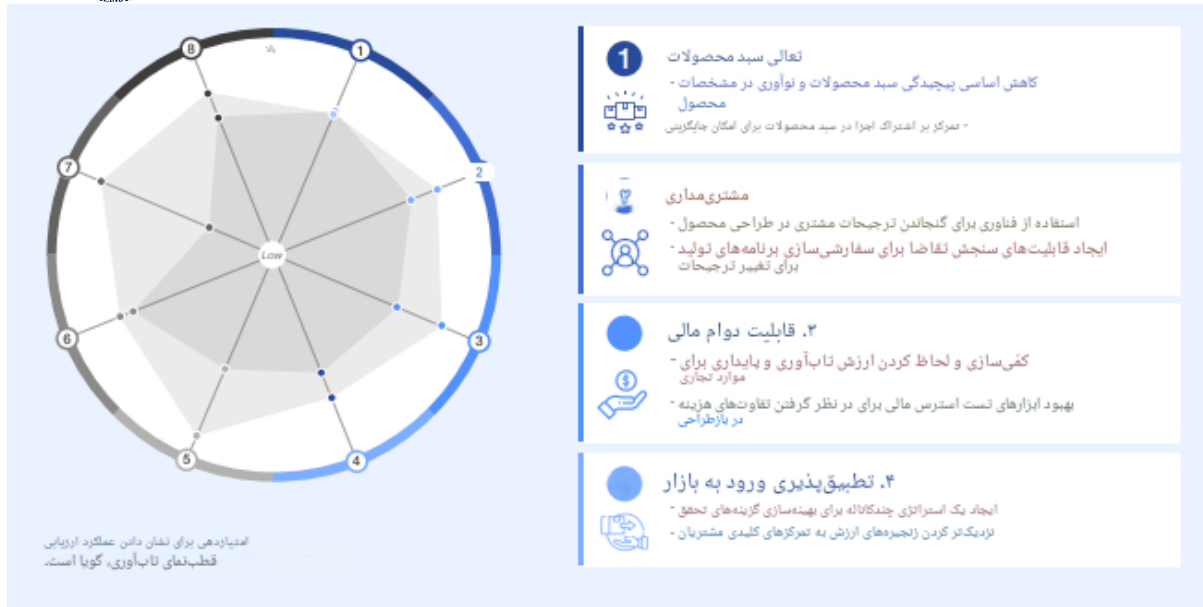 8
1
7
2
Low
6
3
5
4
امتیازدهی برای نشان دادن عملکرد ارزیابی
قطب‌نمای تاب‌آوری، گویا است.
1
تعالی سبد محصولات
کاهش اساسی پیچیدگی سبد محصولات و نوآوری در مشخصات -
محصول
- تمرکز بر اشتراک اجزا در سبد محصولات برای امکان جایگزینی
مشتری‌مداری
استفاده از فناوری برای گنجاندن ترجیحات مشتری در طراحی محصول -
ایجاد قابلیت‌های سنجش تقاضا برای سفارشی‌سازی برنامه‌های تولید -
برای تغییر ترجیحات
۳. قابلیت دوام مالی
کمّی‌سازی و لحاظ کردن ارزش تاب‌آوری و پایداری برای -
موارد تجاری
بهبود ابزارهای تست استرس مالی برای در نظر گرفتن تفاوت‌های هزینه -
در بازطراحی
۴. تطبیق‌پذیری ورود به بازار
ایجاد یک استراتژی چندکاناله برای بهینه‌سازی گزینه‌های تحقق -
نزدیک‌تر کردن زنجیره‌های ارزش به تمرکزهای کلیدی مشتریان -